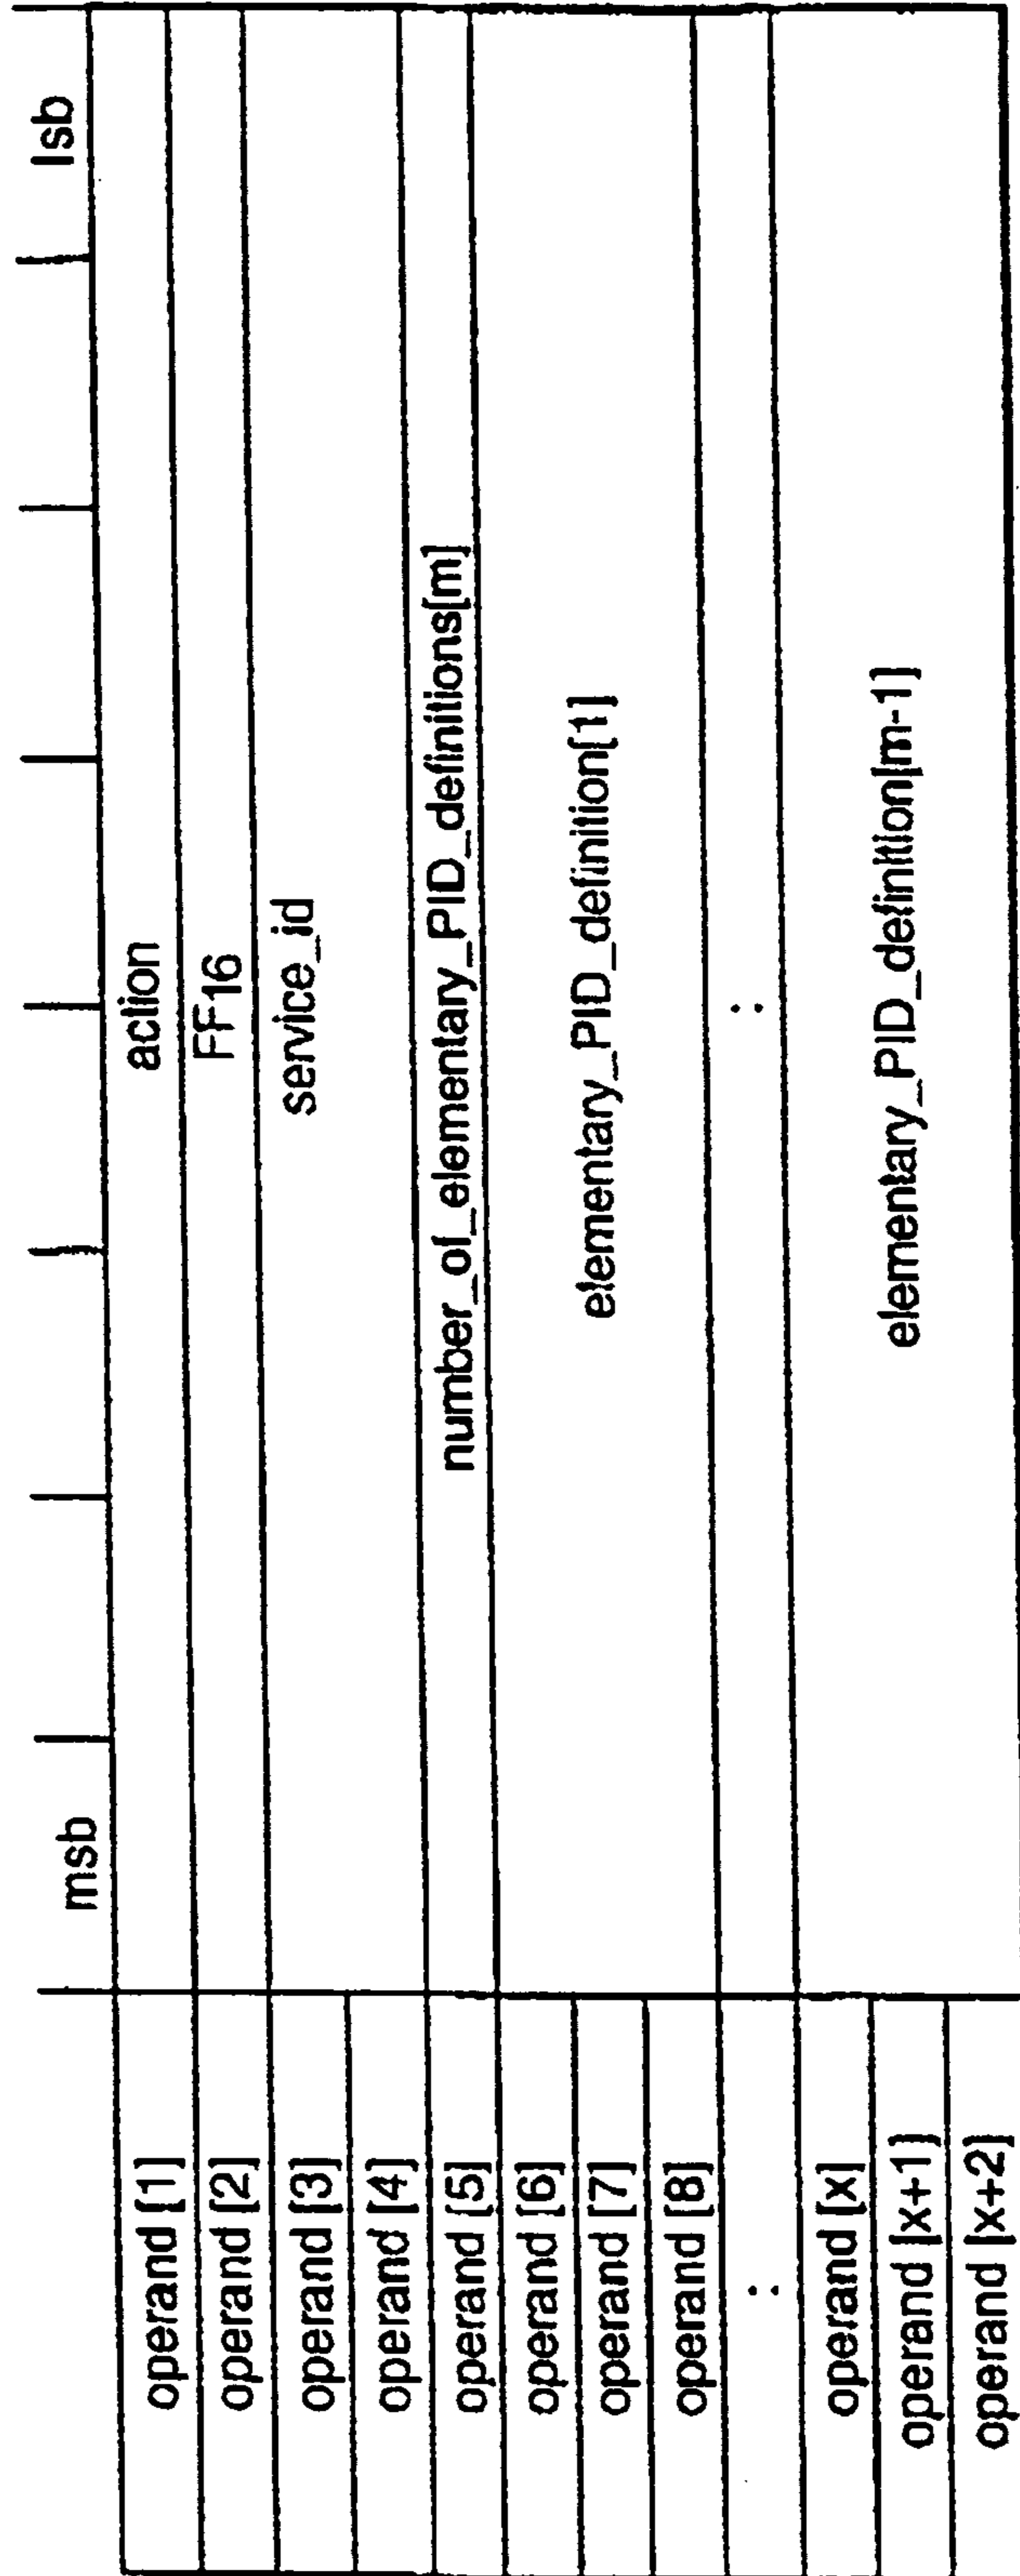 msb lsb
operand [1] action
operand [2] FF16
operand [3] service_id
operand [4]
operand [5] number_of_elementary_PID_definitions[m]
operand [6]
operand [7] elementary_PID_definition[1]
operand [8]
: :
operand [x]
operand [x+1] elementary_PID_definition[m-1]
operand [x+2]